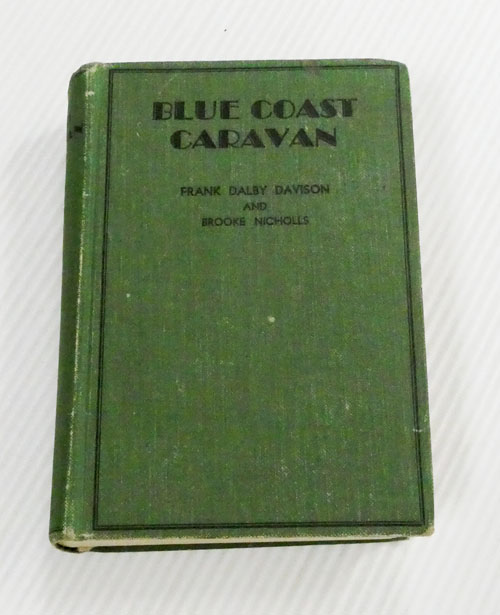 BLUE COAST
CARAVAN
FRANK DALBY DAVISON
AND
BROOKE NICHOLLS